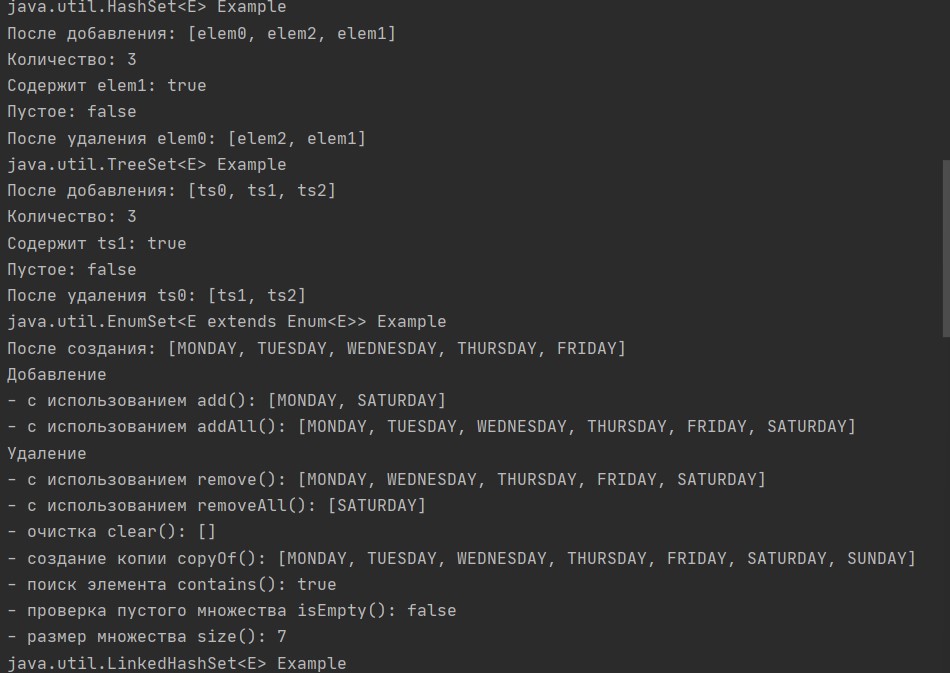 java.util.HashSet<E> Example
После добавления: [elem0, elem2, elem1]
Количество: 3
Содержит elem1: true
Пустое: false
После удаления elem0: [elem2, elem1]
java.util.TreeSet<E> Example
После добавления: [ts0, ts1, ts2]
Количество: 3
Содержит ts1: true
Пустое: false
После удаления ts0: [ts1, ts2]
java.util.EnumSet<E extends Enum<E>> Example
После создания: [MONDAY, TUESDAY, WEDNESDAY, THURSDAY, FRIDAY]
Добавление
- с использованием add(): [MONDAY, SATURDAY]
- с использованием addAll(): [MONDAY, TUESDAY, WEDNESDAY, THURSDAY, FRIDAY, SATURDAY]
Удаление
- с использованием remove(): [MONDAY, WEDNESDAY, THURSDAY, FRIDAY, SATURDAY]
- с использованием removeAll(): [SATURDAY]
- очистка clear(): []
- создание копии copyOf(): [MONDAY, TUESDAY, WEDNESDAY, THURSDAY, FRIDAY, SATURDAY, SUNDAY]
- поиск элемента contains(): true
- проверка пустого множества isEmpty(): false
- размер множества size(): 7
java.util.LinkedHashSet<E> Example